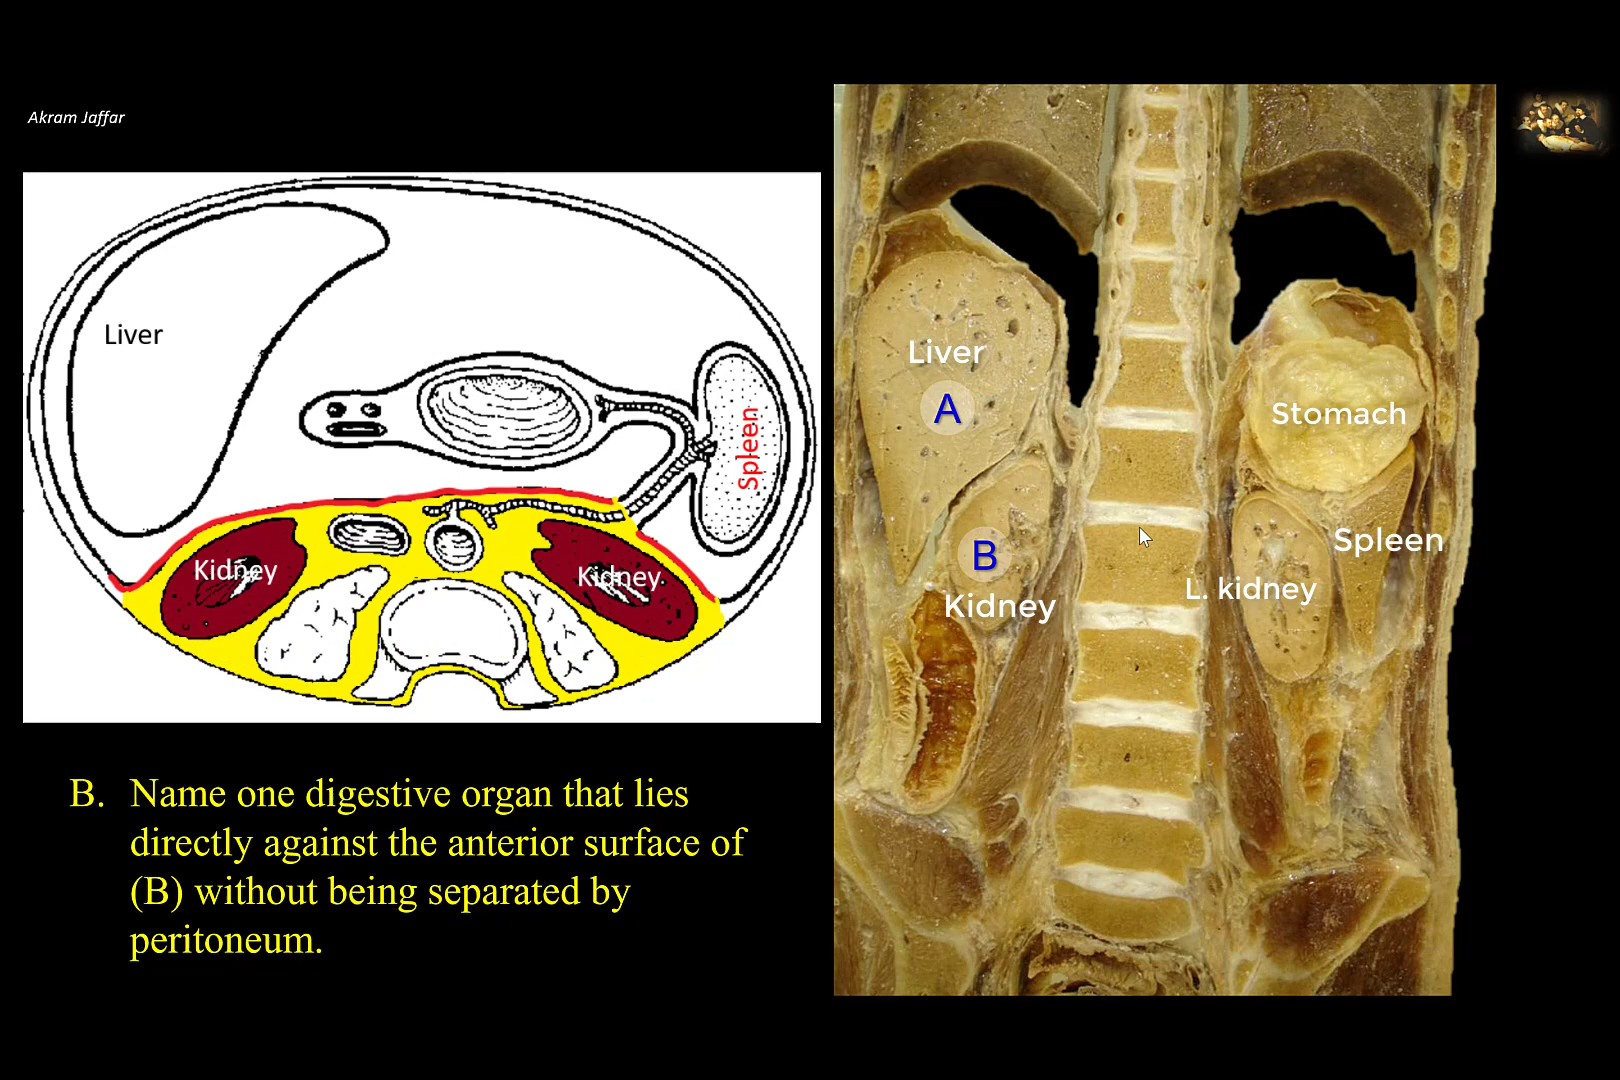 Akram Jaffar
Liver
Spleen
Kidney
Kidney
B. Name one digestive organ that lies
directly against the anterior surface of
(B) without being separated by
peritoneum.
Liver
A
Stomach
B
Spleen
Kidney
L. kidney